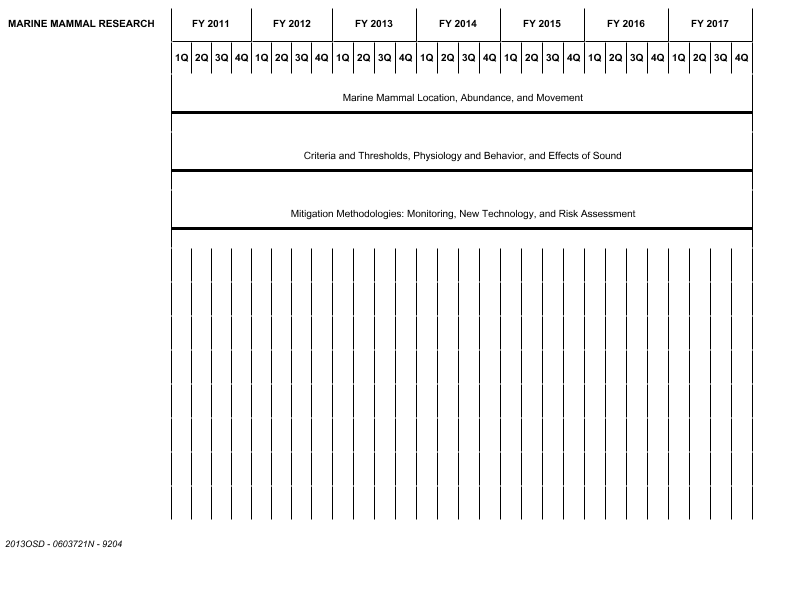 MARINE MAMMAL RESEARCH FY 2011 FY 2012 FY 2013 FY 2014 FY 2015 FY 2016 FY 2017
1Q 2Q 3Q 4Q 1Q 2Q 3Q 4Q 1Q 2Q 3Q 4Q 1Q 2Q 3Q 4Q 1Q 2Q 3Q 4Q 1Q 2Q 3Q 4Q 1Q 2Q 3Q 4Q
Marine Mammal Location, Abundance, and Movement
Criteria and Thresholds, Physiology and Behavior, and Effects of Sound
Mitigation Methodologies: Monitoring, New Technology, and Risk Assessment
2013OSD - 0603721N - 9204